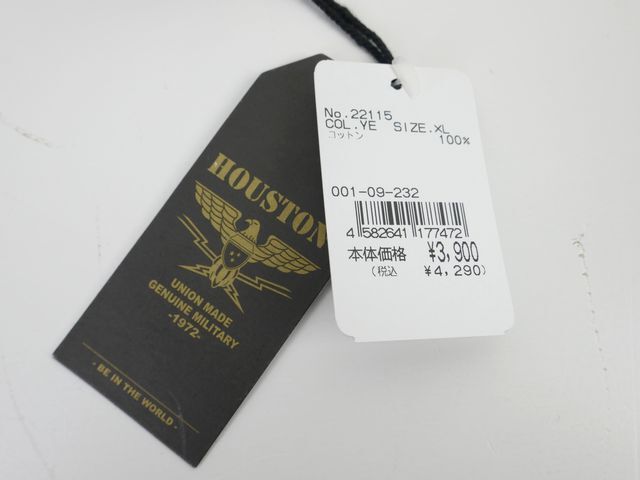 HOUSTON
UNION MADE
GENUINE MILITARY
-1972-
- BE IN THE WORLD -
No.22115
COL.YE SIZE.XL
コットン 100%
001-09-232
4 582641 177472
本体価格 ¥3,900
(税込 ¥4,290)